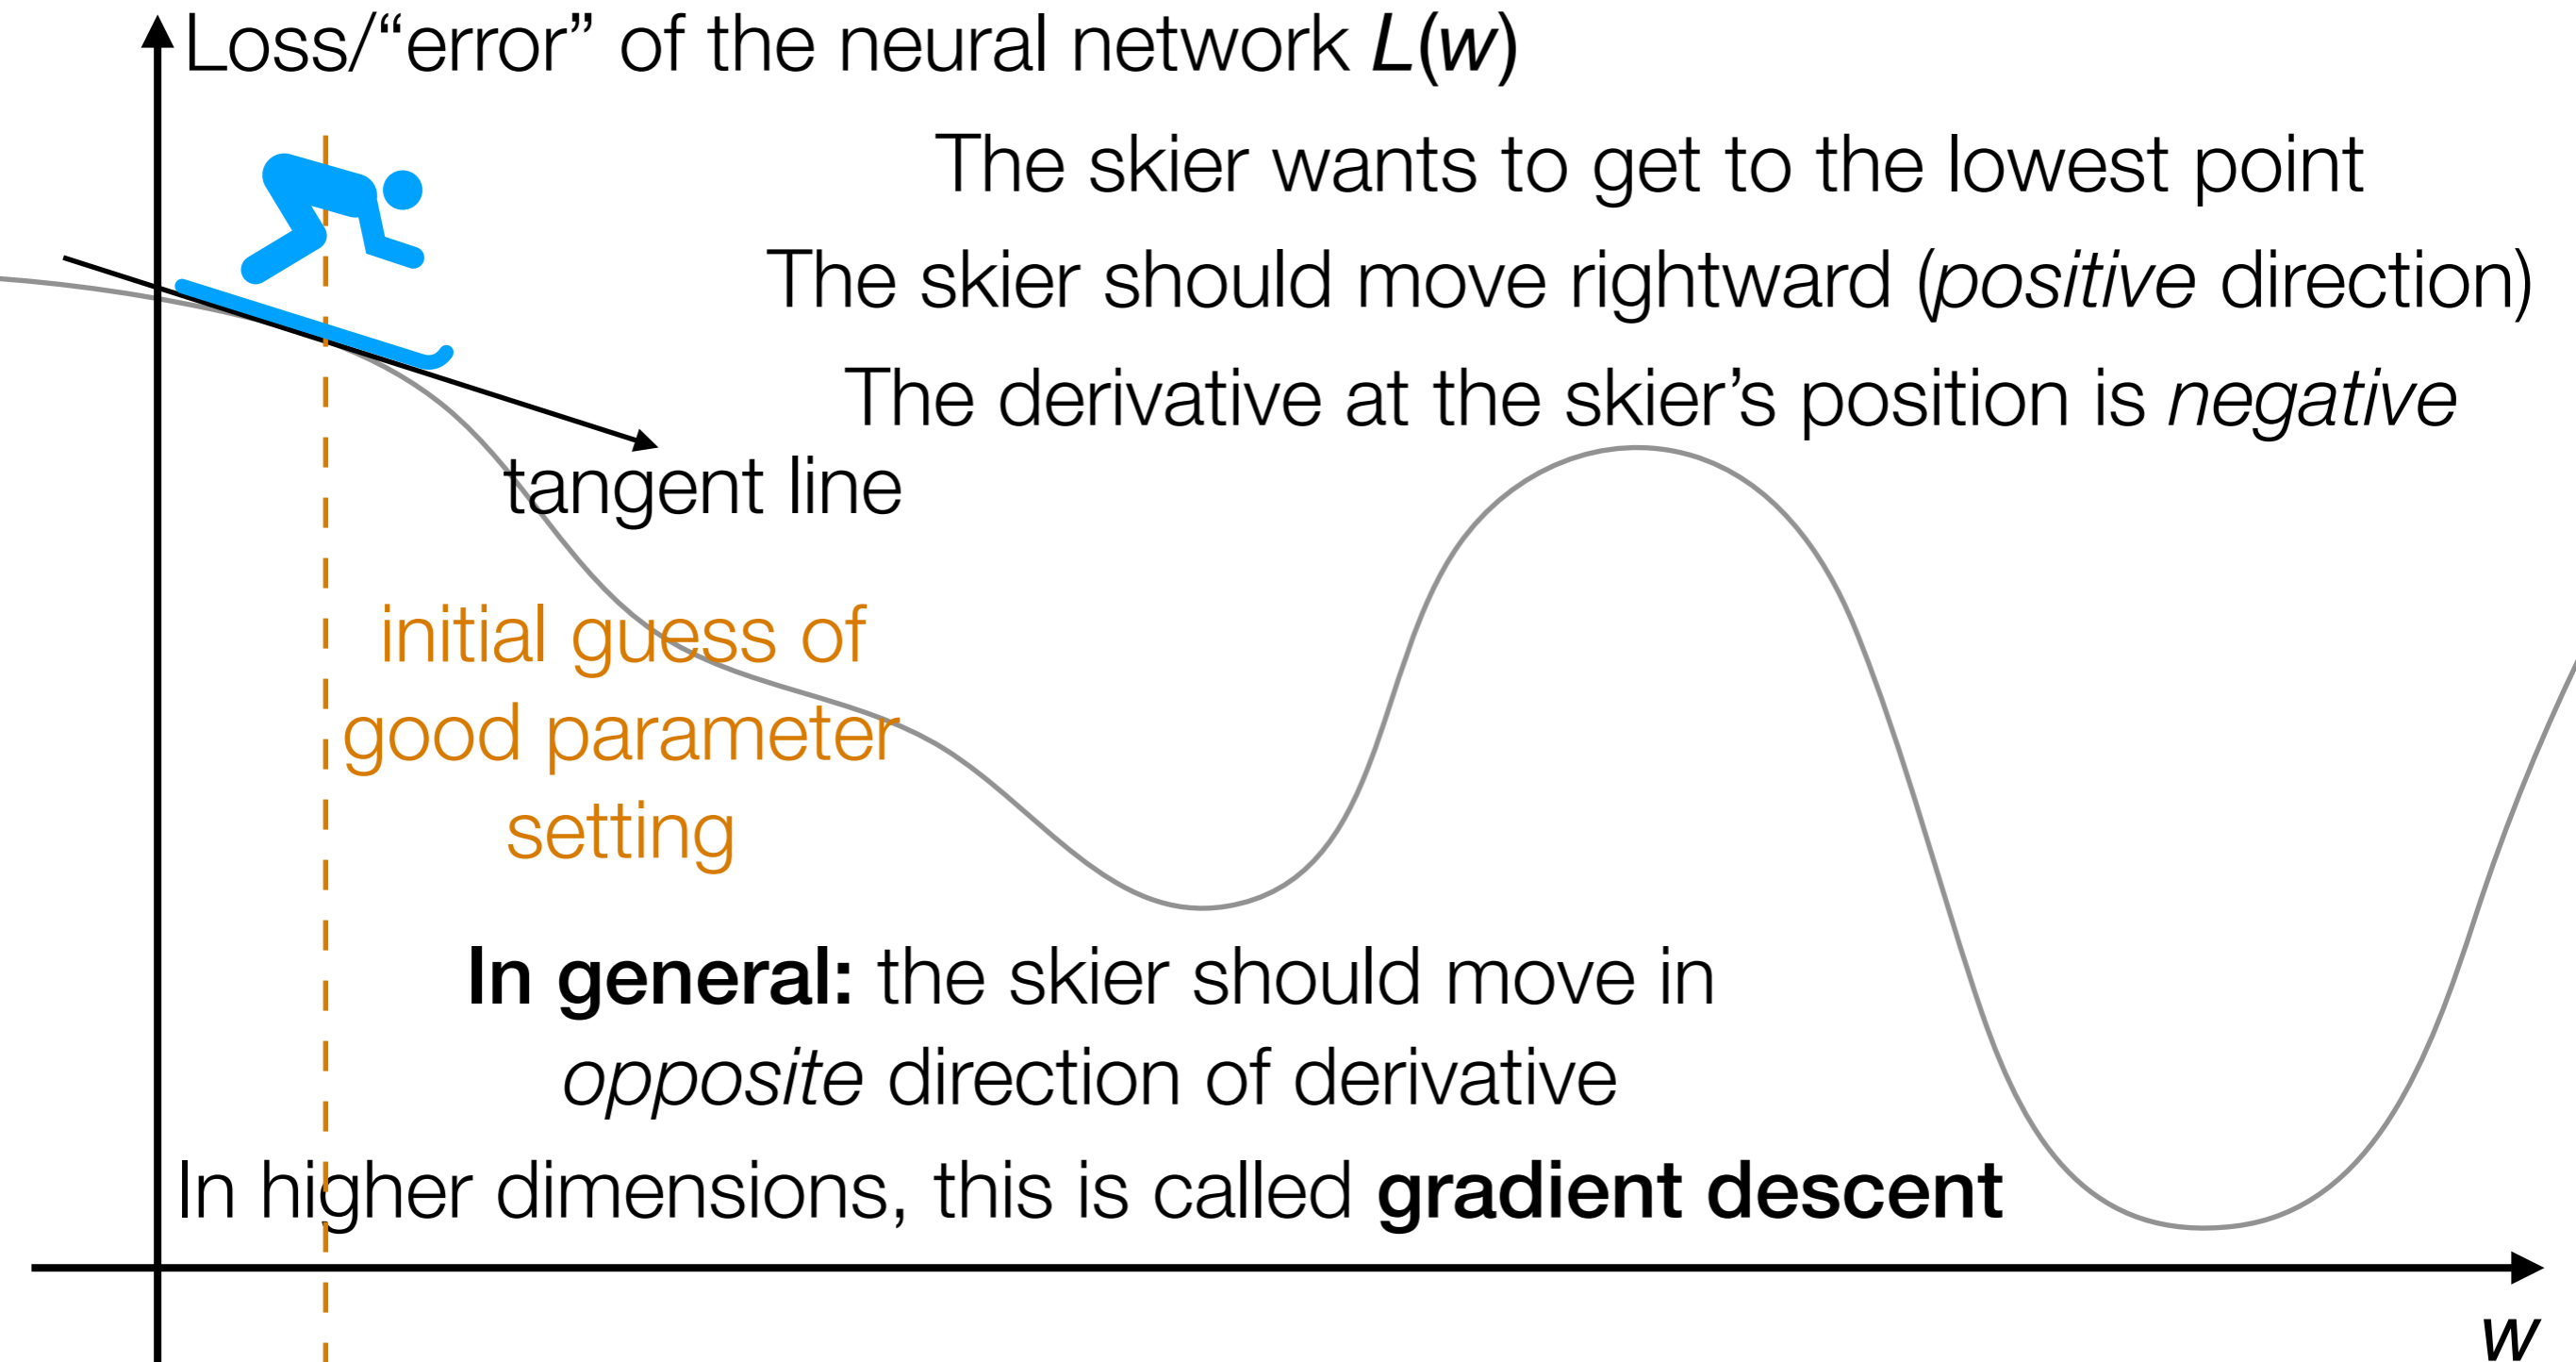 Loss/“error” of the neural network L(w)
The skier wants to get to the lowest point
The skier should move rightward (positive direction)
The derivative at the skier’s position is negative
tangent line
initial guess of
good parameter
setting
In general: the skier should move in
opposite direction of derivative
In higher dimensions, this is called gradient descent
w